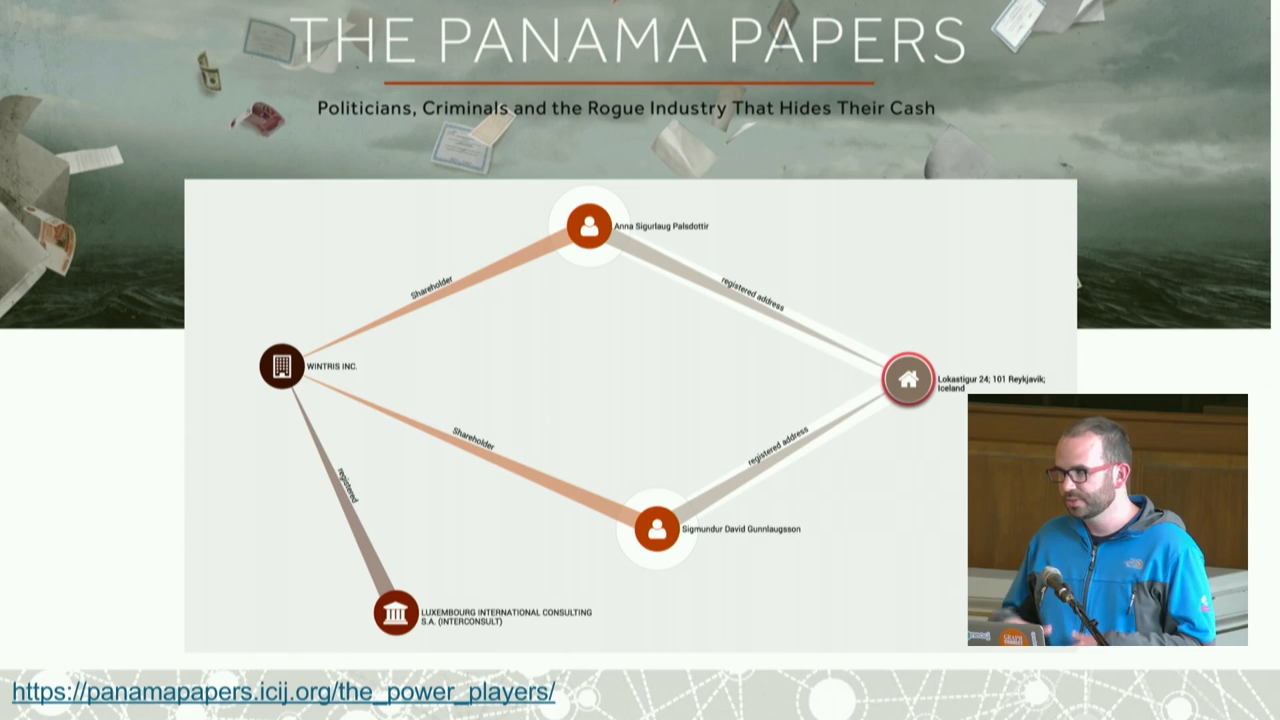 THE PANAMA PAPERS
Politicians, Criminals and the Rogue Industry That Hides Their Cash
Anna Sigurlaug Palsdottir
Shareholder
registered address
WINTRIS INC.
Lokastigur 24; 101 Reykjavik;
Iceland
Shareholder
registered address
registered
Sigmundur David Gunnlaugsson
LUXEMBOURG INTERNATIONAL CONSULTING
S.A. (INTERCONSULT)
GRAPH
https://panamapapers.icij.org/the_power_players/